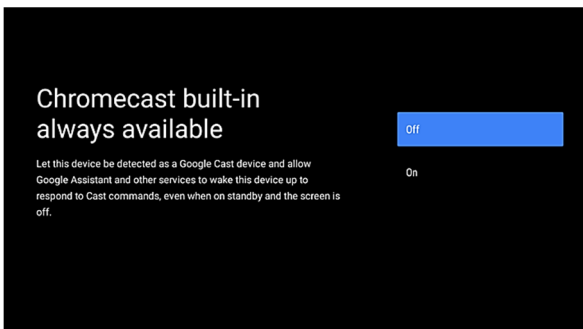 Chromecast built-in
always available
Let this device be detected as a Google Cast device and allow
Google Assistant and other services to wake this device up to
respond to Cast commands, even when on standby and the screen is
off.
Off
On